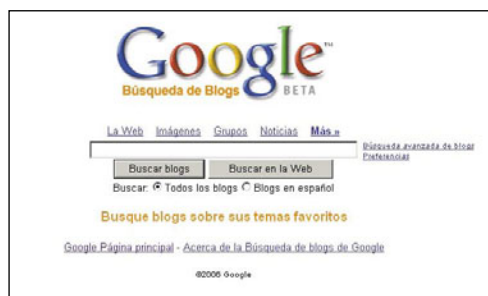 Google™
Búsqueda de Blogs BETA
La Web Imágenes Grupos Noticias Más »
Búsqueda avanzada de blogs
Preferencias
Buscar blogs Buscar en la Web
Buscar: Todos los blogs Blogs en español
Busque blogs sobre sus temas favoritos
Google Página principal - Acerca de la Búsqueda de blogs de Google
©2006 Google